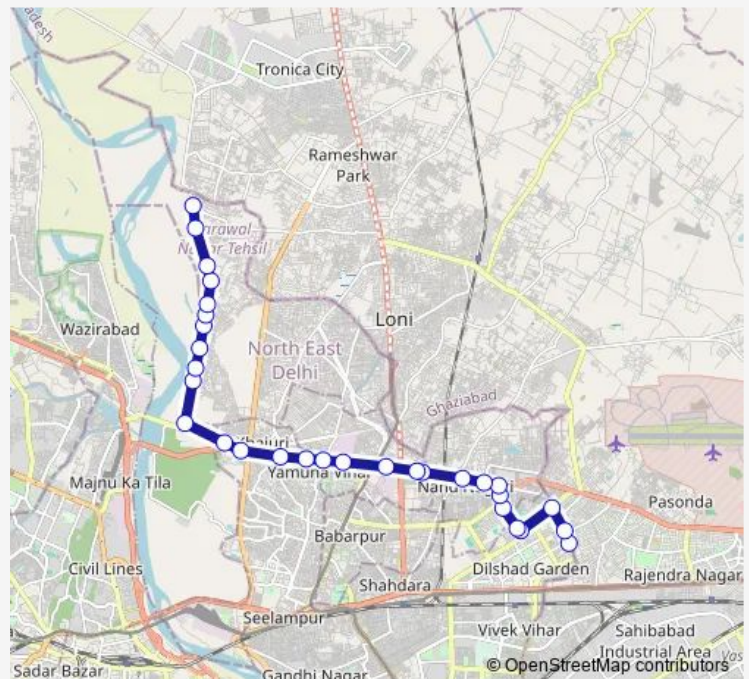 Tronica City
Rameshwar
Park
Wazirabad
Loni
North East
Delhi
Ghaziabad
Khajuri
Yamuna Vihar
Majnu Ka Tila
Pasonda
Babarpur
Civil Lines
Dilshad Garden
Shahdara
Rajendra Nagar
Seelampur
Vivek Vihar
Sahibabad
Industrial Area
Sadar Bazar
Gandhi Nagar
© OpenStreetMap contributors